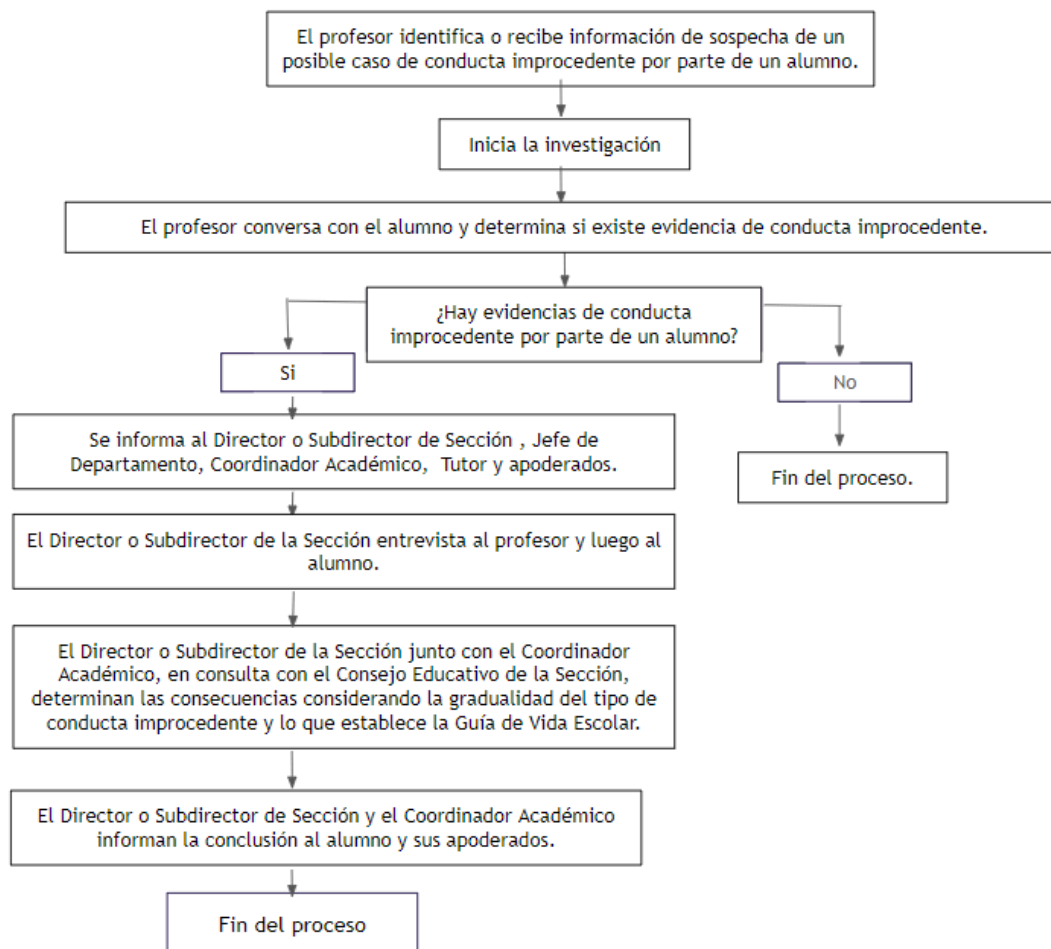 El profesor identifica o recibe información de sospecha de un
posible caso de conducta improcedente por parte de un alumno.
Inicia la investigación
El profesor conversa con el alumno y determina si existe evidencia de conducta improcedente.
¿Hay evidencias de conducta
improcedente por parte de un alumno?
Si
No
Se informa al Director o Subdirector de Sección , Jefe de
Departamento, Coordinador Académico, Tutor y apoderados.
Fin del proceso.
El Director o Subdirector de la Sección entrevista al profesor y luego al
alumno.
El Director o Subdirector de la Sección junto con el Coordinador
Académico, en consulta con el Consejo Educativo de la Sección,
determinan las consecuencias considerando la gradualidad del tipo de
conducta improcedente y lo que establece la Guía de Vida Escolar.
El Director o Subdirector de Sección y el Coordinador Académico
informan la conclusión al alumno y sus apoderados.
Fin del proceso